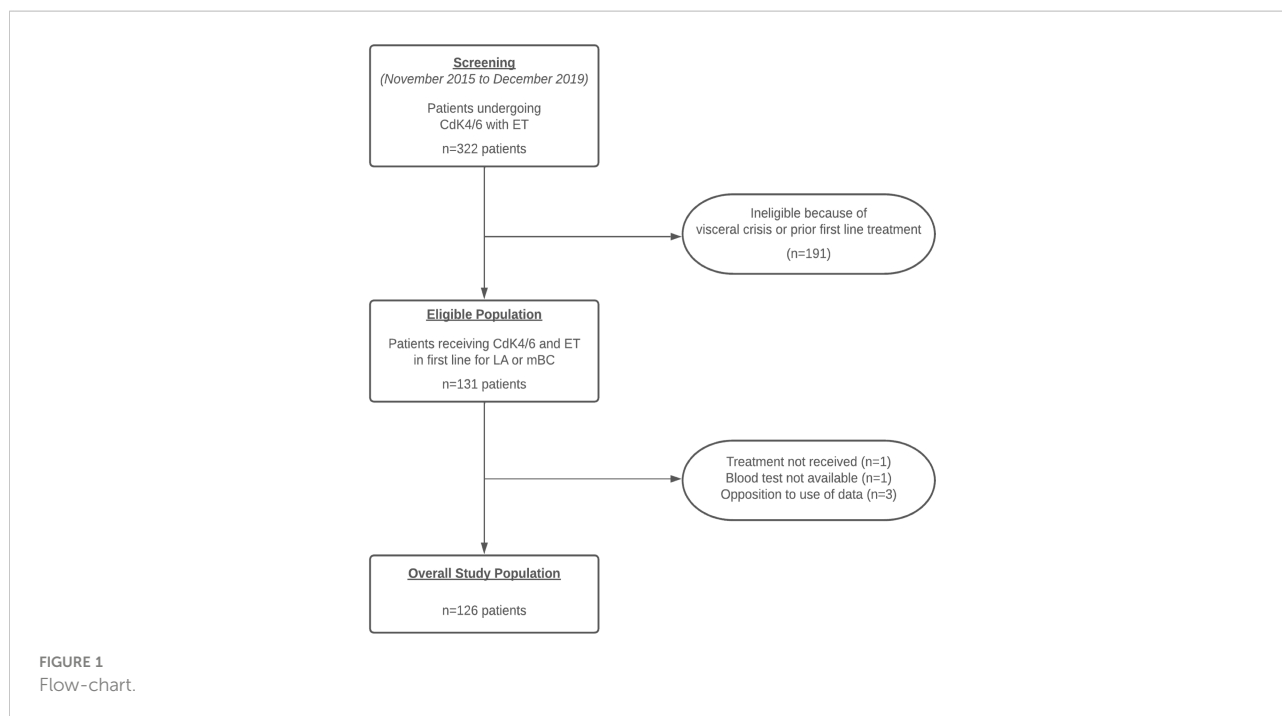 Screening
(November 2015 to December 2019)
Patients undergoing
CdK4/6 with ET
n=322 patients
Ineligible because of
visceral crisis or prior first line treatment
(n=191)
Eligible Population
Patients receiving CdK4/6 and ET
in first line for LA or mBC
n=131 patients
Treatment not received (n=1)
Blood test not available (n=1)
Opposition to use of data (n=3)
Overall Study Population
n=126 patients
FIGURE 1
Flow-chart.